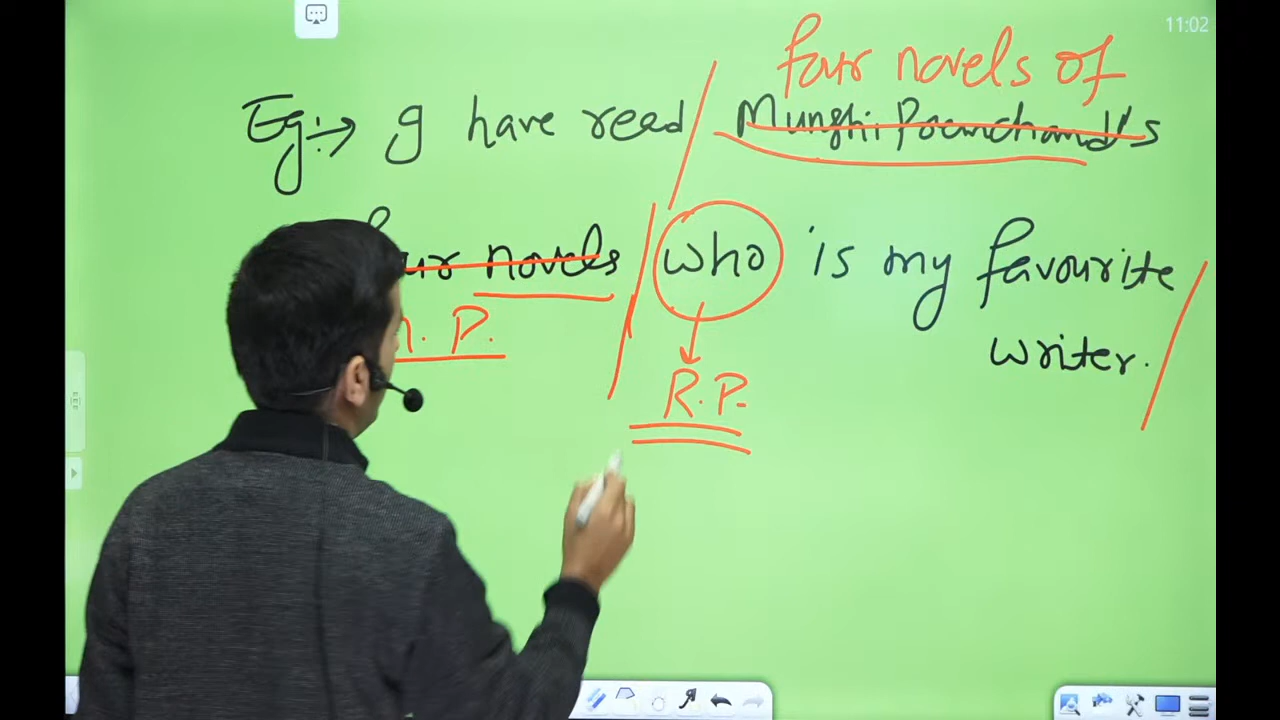 11:02
four novels of
Eg:→ I have read / Munshi Premchand's
novels / who is my favourite
P. writer.
R.P.